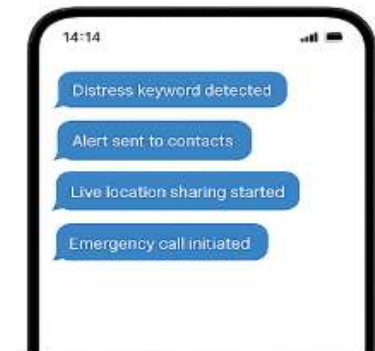 14:14
Distress keyword detected
Alert sent to contacts
Live location sharing started
Emergency call initiated